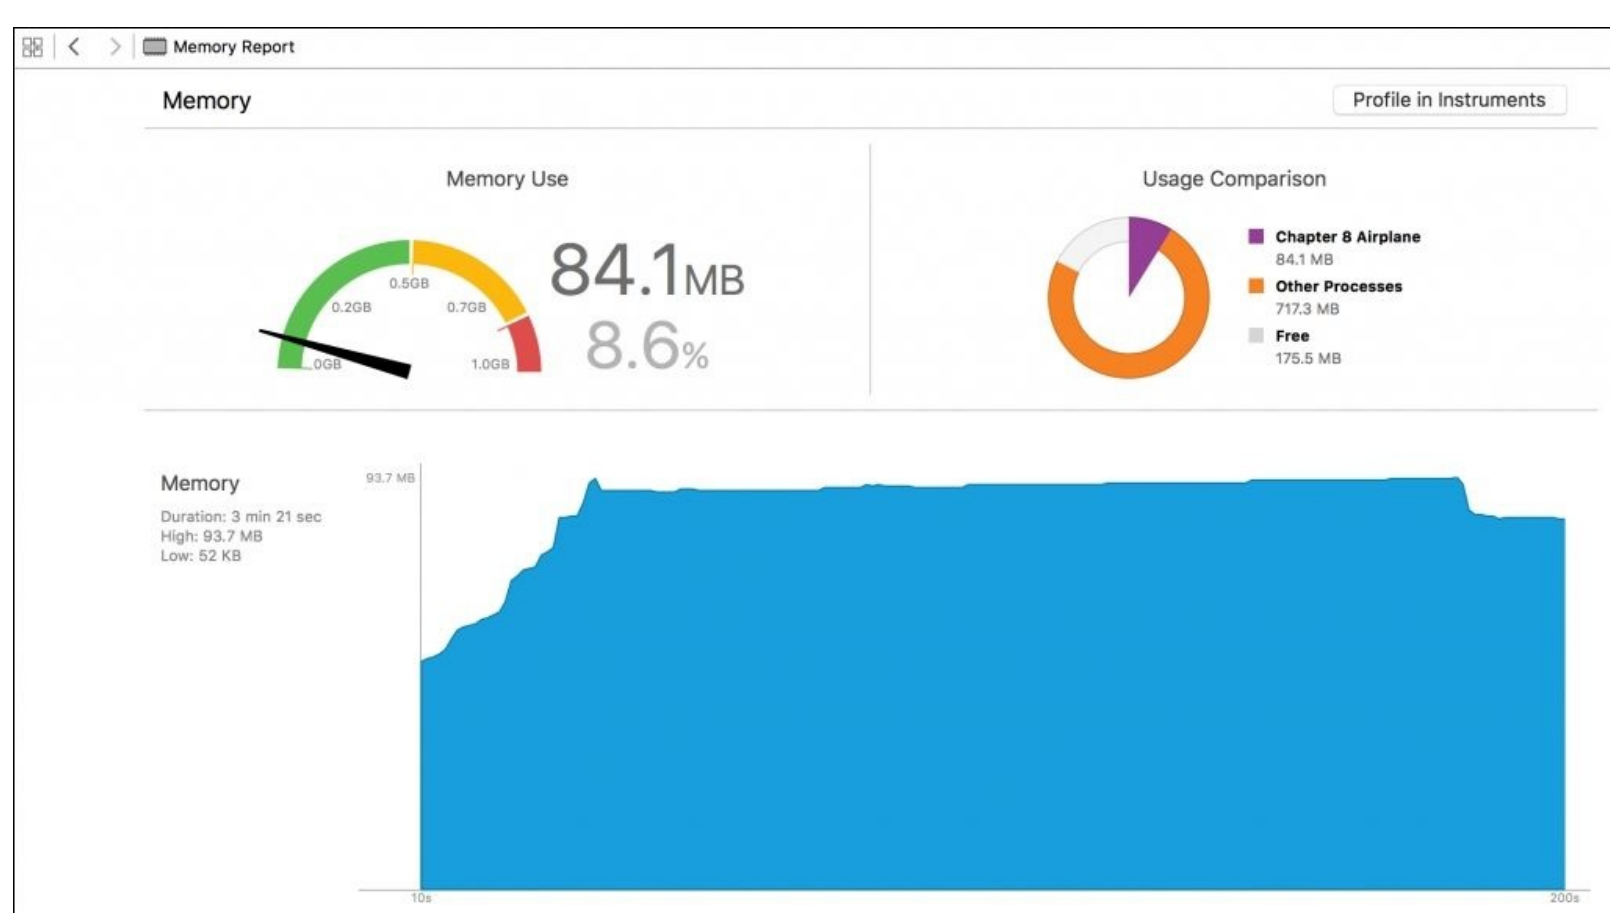 Memory Report
Memory
Profile in Instruments
Memory Use
0GB
0.2GB
0.5GB
0.7GB
1.0GB
84.1MB
8.6%
Usage Comparison
Chapter 8 Airplane
84.1 MB
Other Processes
717.3 MB
Free
175.5 MB
Memory
Duration: 3 min 21 sec
High: 93.7 MB
Low: 52 KB
93.7 MB
10s
200s